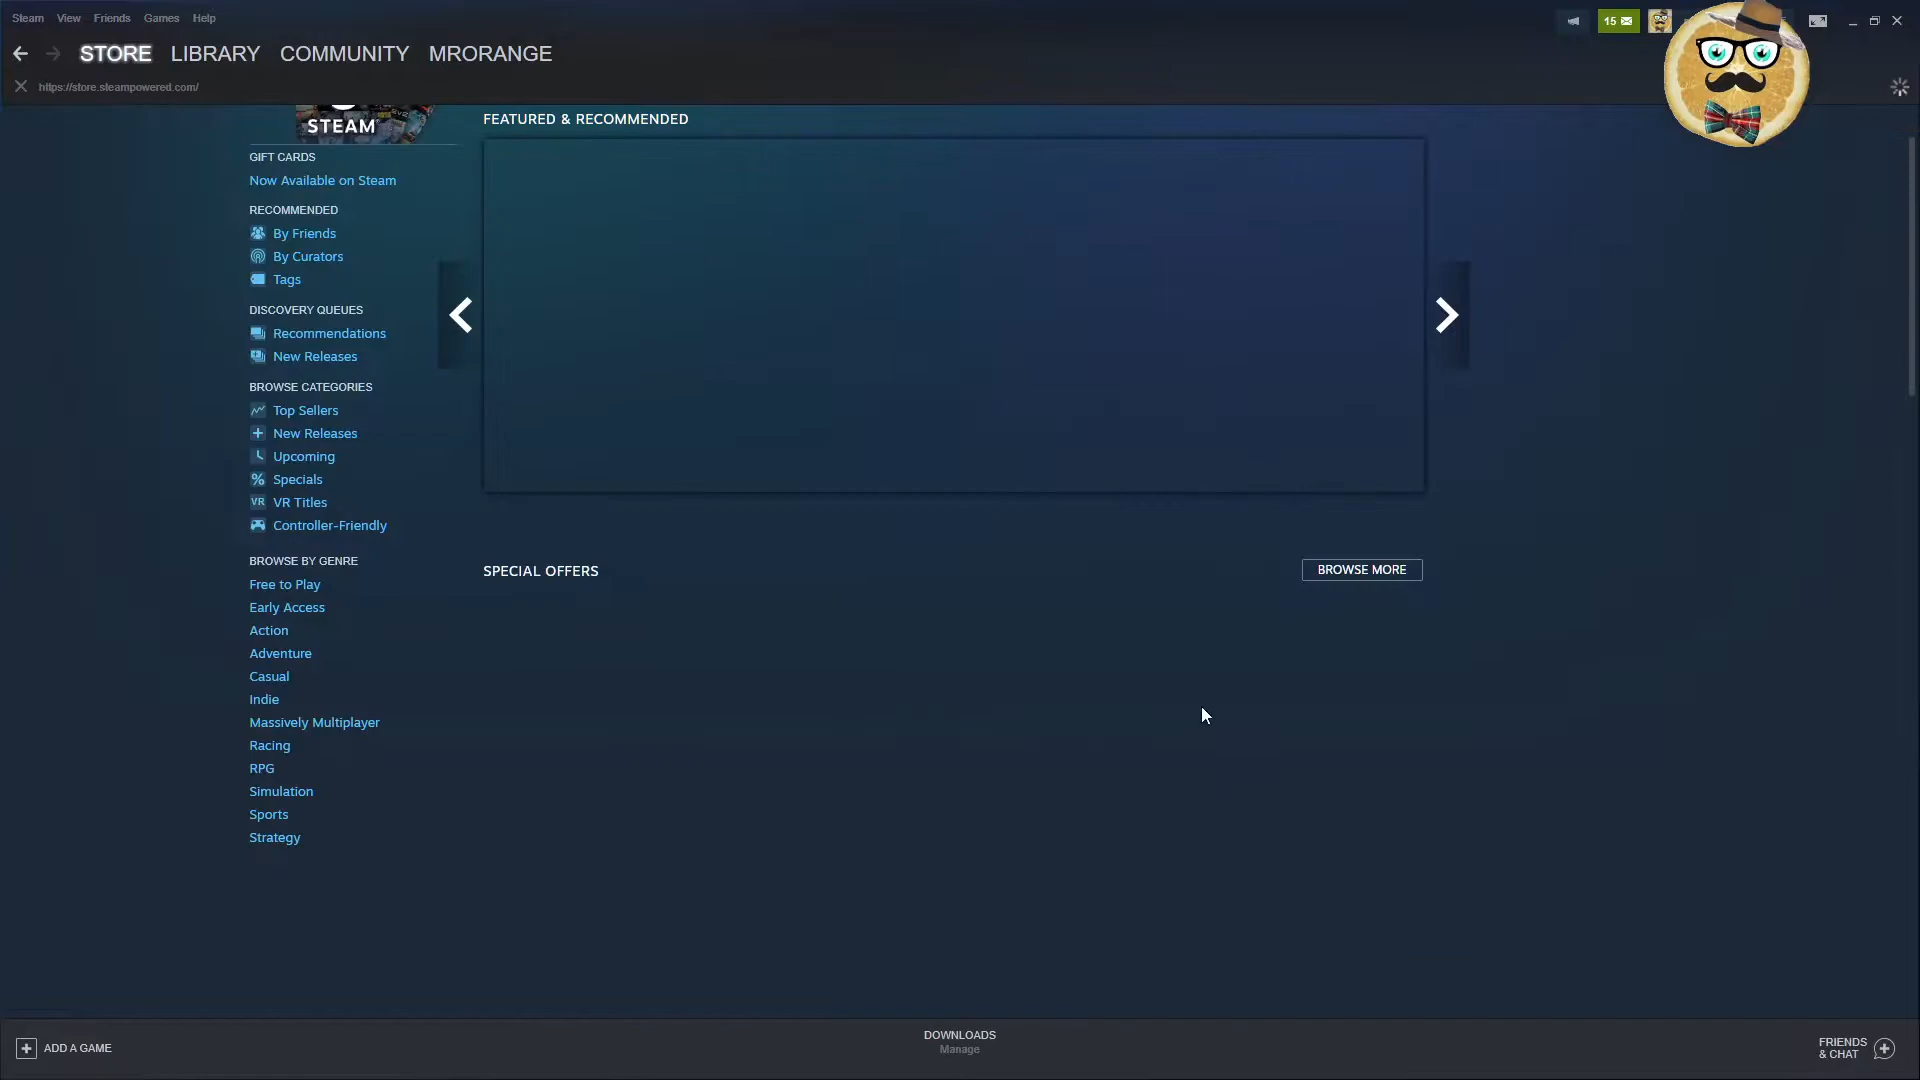 Steam View Friends Games Help
15
STORE LIBRARY COMMUNITY MRORANGE
https://store.steampowered.com/
STEAM
GIFT CARDS
Now Available on Steam
RECOMMENDED
By Friends
By Curators
Tags
DISCOVERY QUEUES
Recommendations
New Releases
BROWSE CATEGORIES
Top Sellers
New Releases
Upcoming
Specials
VR VR Titles
Controller-Friendly
BROWSE BY GENRE
Free to Play
Early Access
Action
Adventure
Casual
Indie
Massively Multiplayer
Racing
RPG
Simulation
Sports
Strategy
FEATURED & RECOMMENDED
SPECIAL OFFERS
BROWSE MORE
ADD A GAME
DOWNLOADS
Manage
FRIENDS
& CHAT